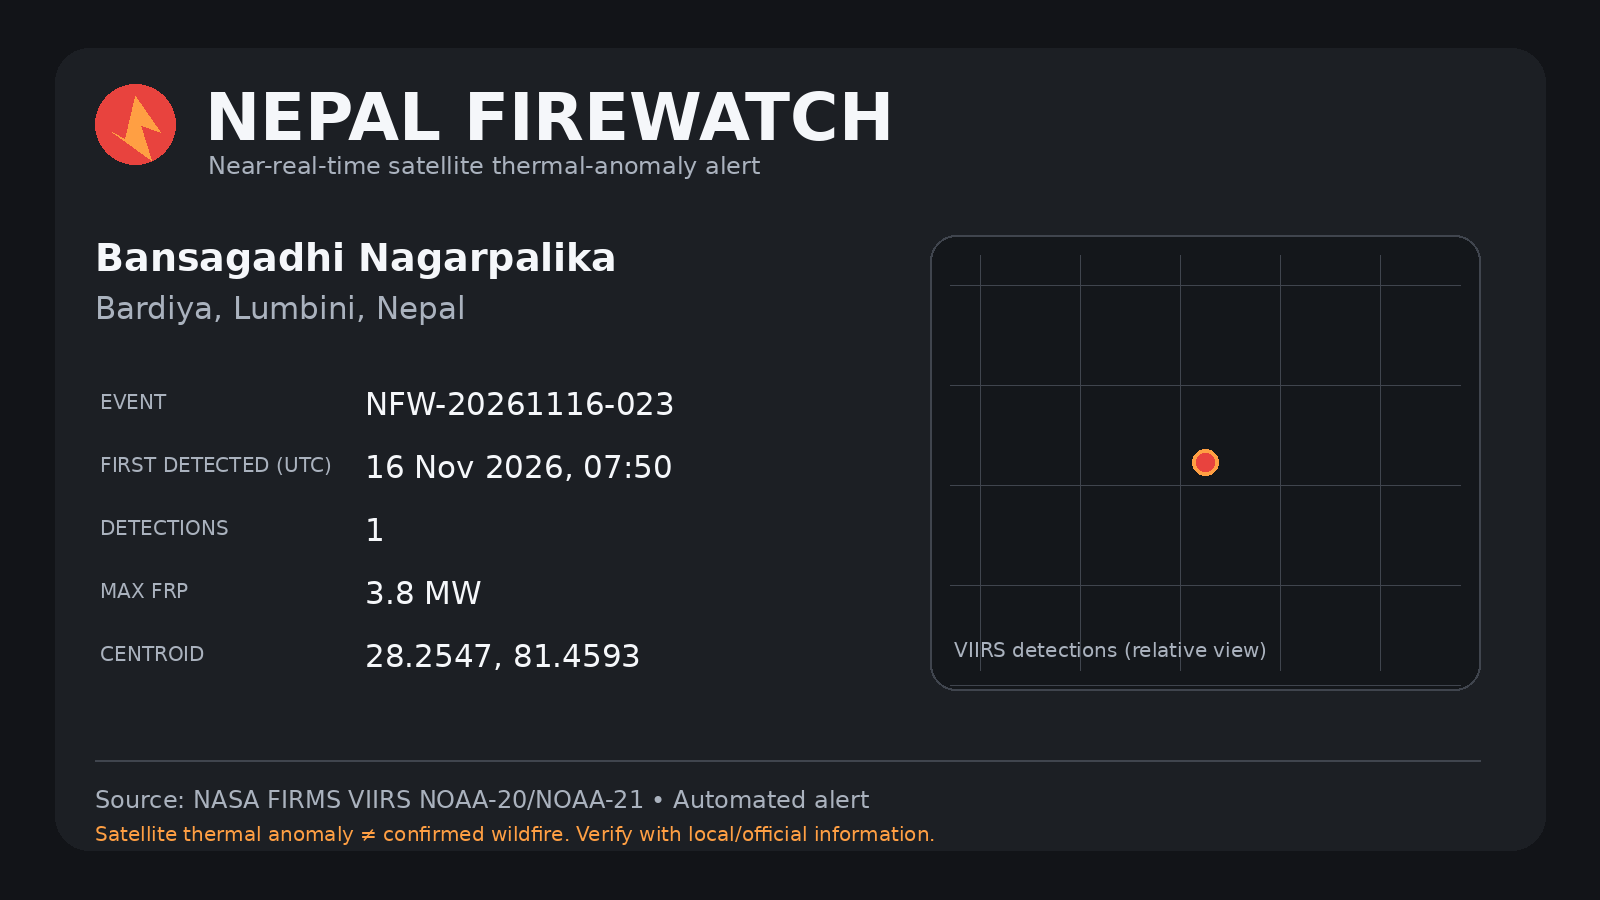 NEPAL FIREWATCH
Near-real-time satellite thermal-anomaly alert
Bansagadhi Nagarpalika
Bardiya, Lumbini, Nepal
EVENT NFW-20261116-023
FIRST DETECTED (UTC) 16 Nov 2026, 07:50
DETECTIONS 1
MAX FRP 3.8 MW
CENTROID 28.2547, 81.4593
VIIRS detections (relative view)
Source: NASA FIRMS VIIRS NOAA-20/NOAA-21 • Automated alert
Satellite thermal anomaly ≠ confirmed wildfire. Verify with local/official information.